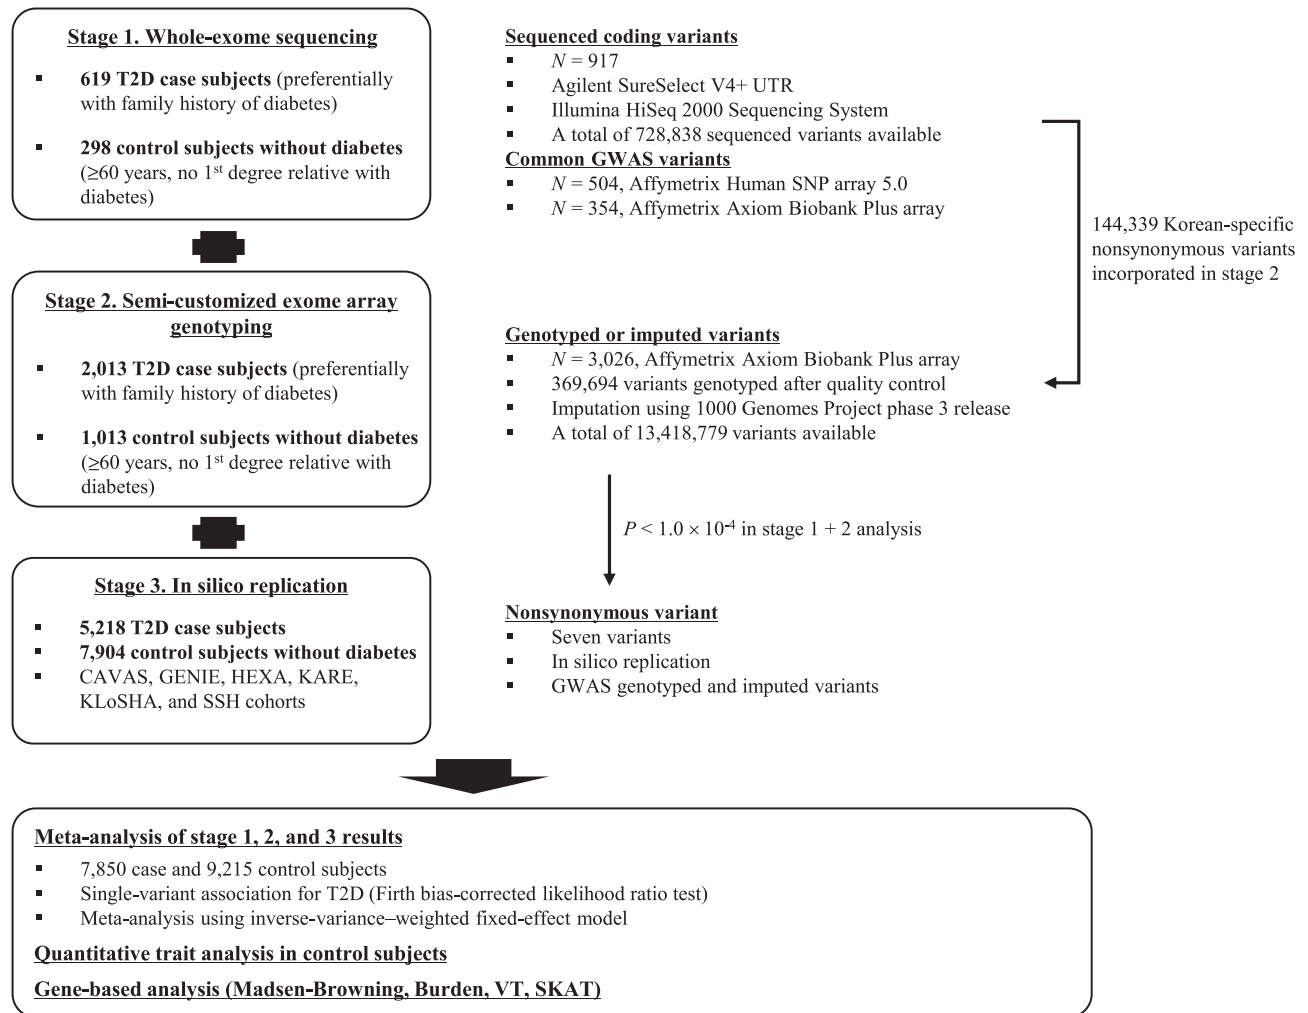 Stage 1. Whole-exome sequencing
▪ 619 T2D case subjects (preferentially
with family history of diabetes)
▪ 298 control subjects without diabetes
(≥60 years, no 1st degree relative with
diabetes)
Sequenced coding variants
▪ N = 917
▪ Agilent SureSelect V4+ UTR
▪ Illumina HiSeq 2000 Sequencing System
▪ A total of 728,838 sequenced variants available
Common GWAS variants
▪ N = 504, Affymetrix Human SNP array 5.0
▪ N = 354, Affymetrix Axiom Biobank Plus array
144,339 Korean-specific
nonsynonymous variants
incorporated in stage 2
Stage 2. Semi-customized exome array
genotyping
▪ 2,013 T2D case subjects (preferentially
with family history of diabetes)
▪ 1,013 control subjects without diabetes
(≥60 years, no 1st degree relative with
diabetes)
Genotyped or imputed variants
▪ N = 3,026, Affymetrix Axiom Biobank Plus array
▪ 369,694 variants genotyped after quality control
▪ Imputation using 1000 Genomes Project phase 3 release
▪ A total of 13,418,779 variants available
P < 1.0 × 10-4 in stage 1 + 2 analysis
Stage 3. In silico replication
▪ 5,218 T2D case subjects
▪ 7,904 control subjects without diabetes
▪ CAVAS, GENIE, HEXA, KARE,
KLoSHA, and SSH cohorts
Nonsynonymous variant
▪ Seven variants
▪ In silico replication
▪ GWAS genotyped and imputed variants
Meta-analysis of stage 1, 2, and 3 results
▪ 7,850 case and 9,215 control subjects
▪ Single-variant association for T2D (Firth bias-corrected likelihood ratio test)
▪ Meta-analysis using inverse-variance–weighted fixed-effect model
Quantitative trait analysis in control subjects
Gene-based analysis (Madsen-Browning, Burden, VT, SKAT)